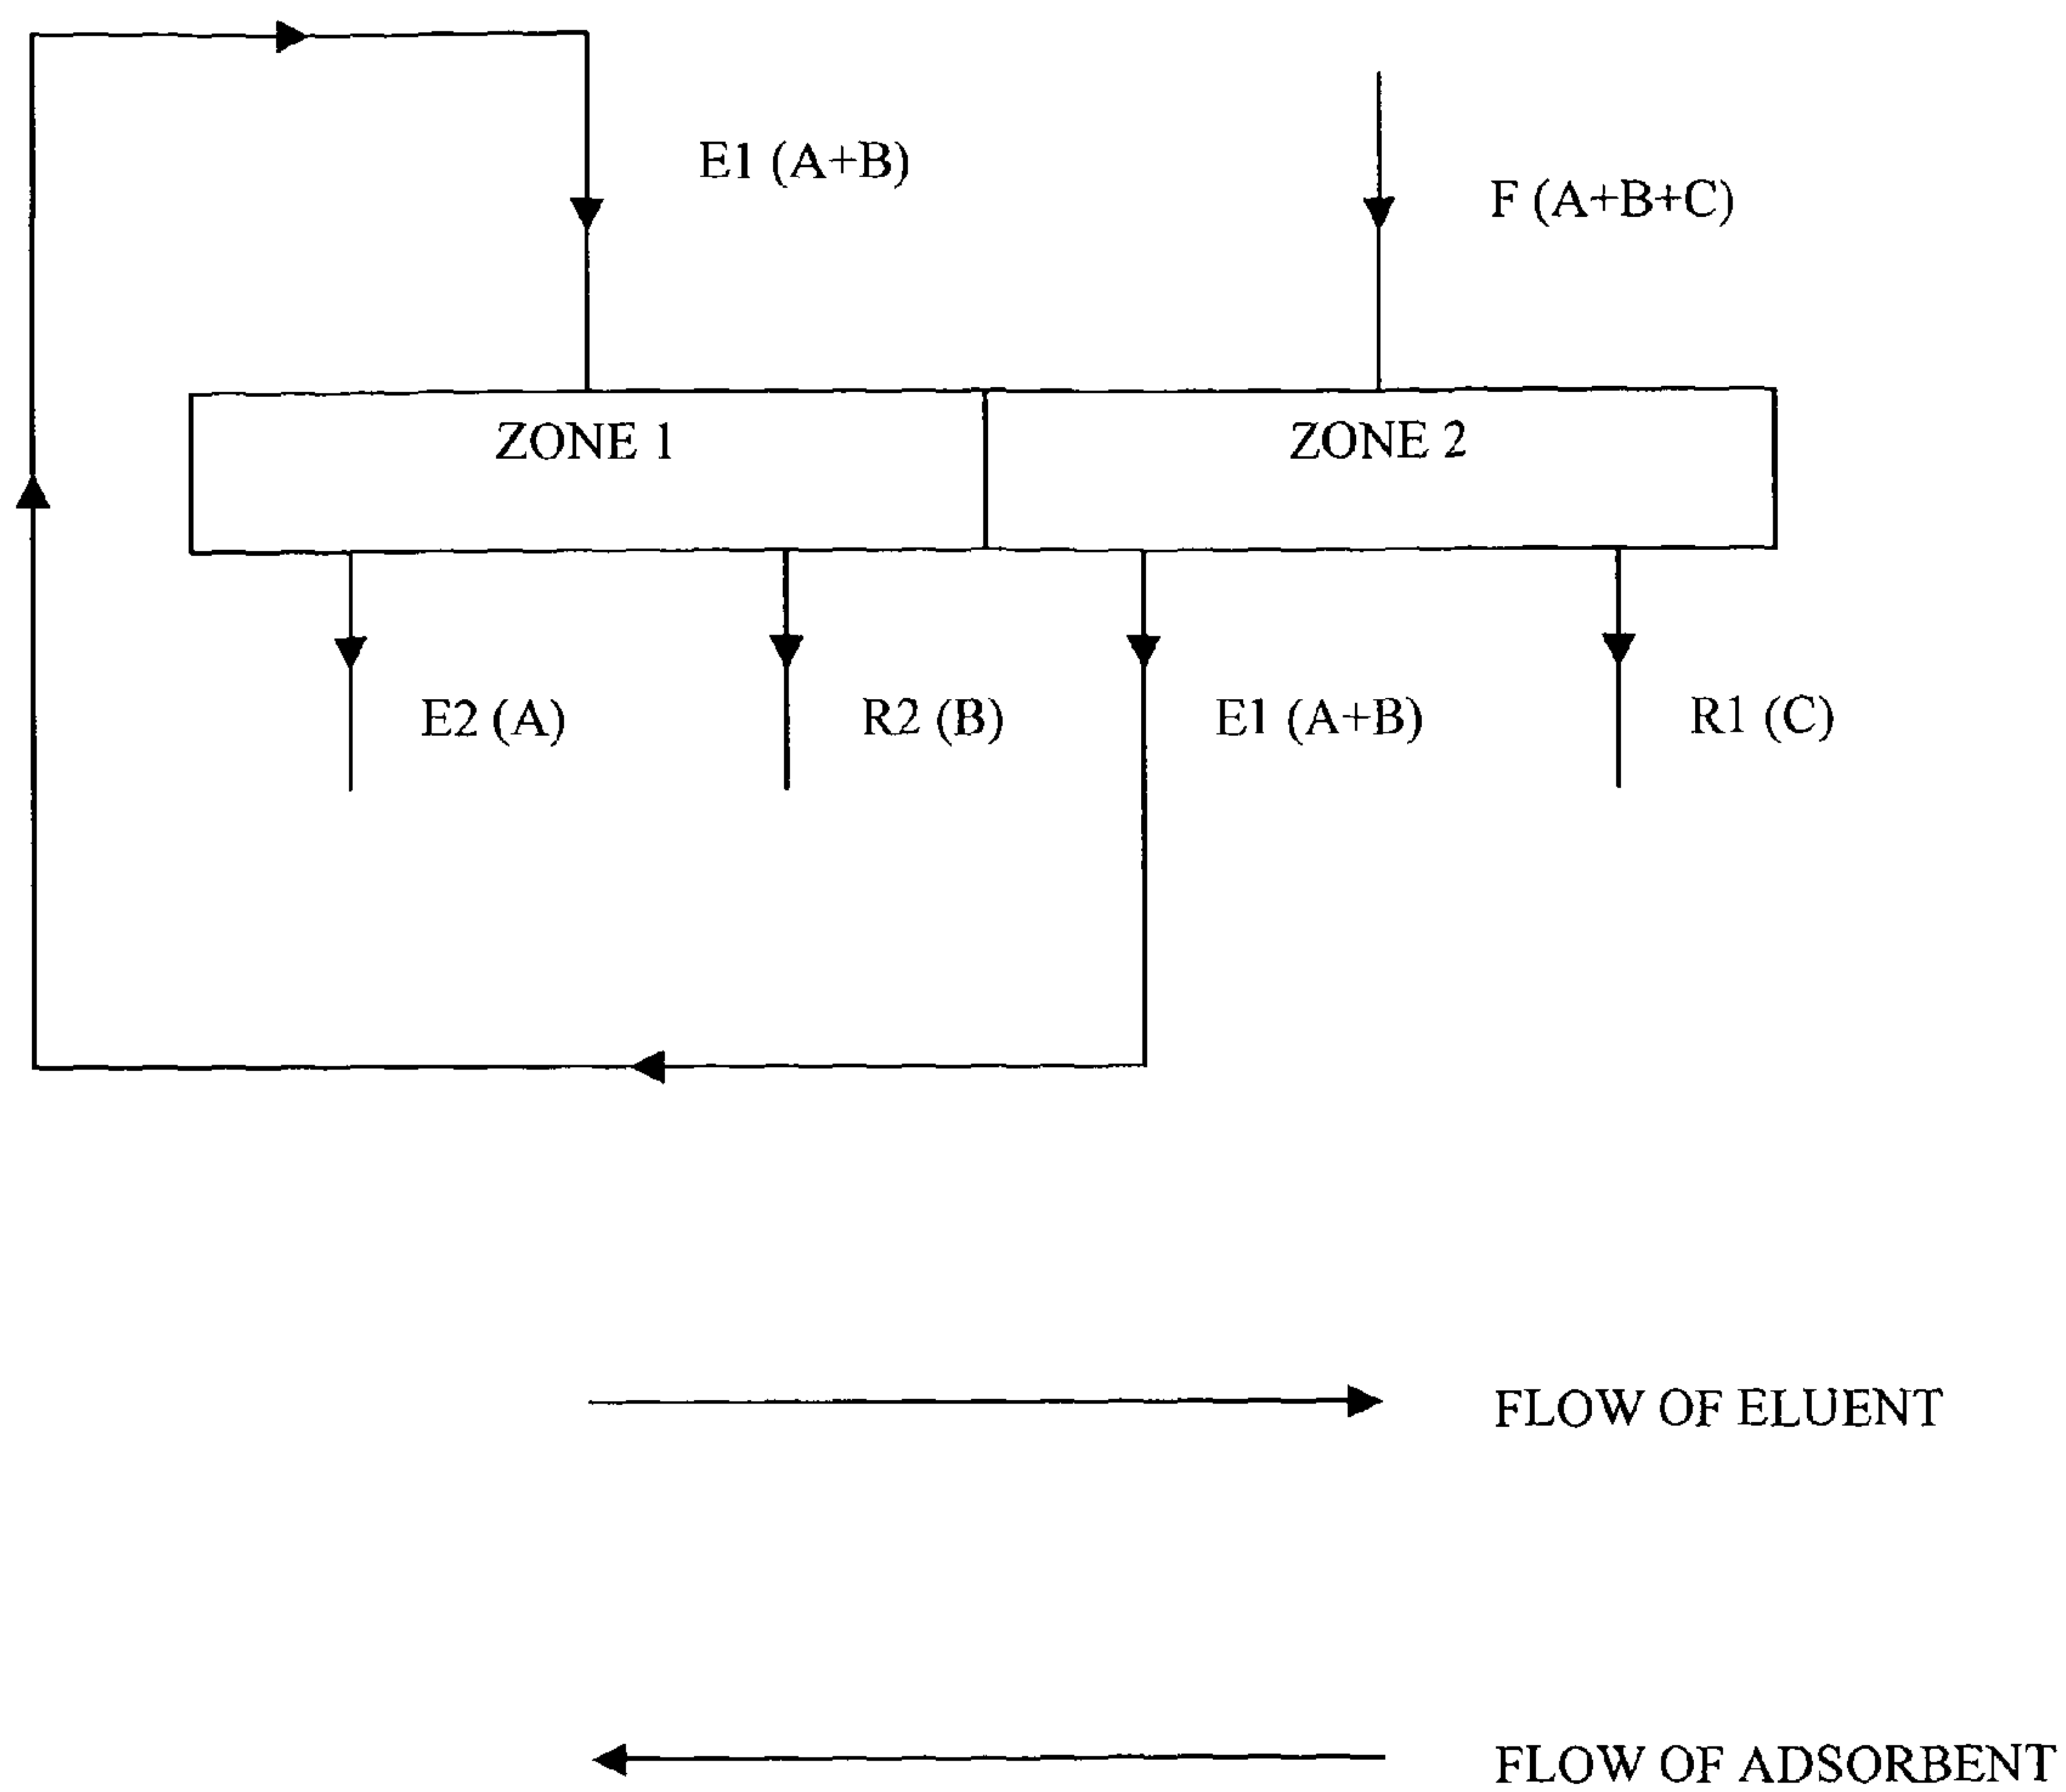 E1 (A+B)
F (A+B+C)
ZONE 1
ZONE 2
E2 (A)
R2 (B)
E1 (A+B)
R1 (C)
FLOW OF ELUENT
FLOW OF ADSORBENT